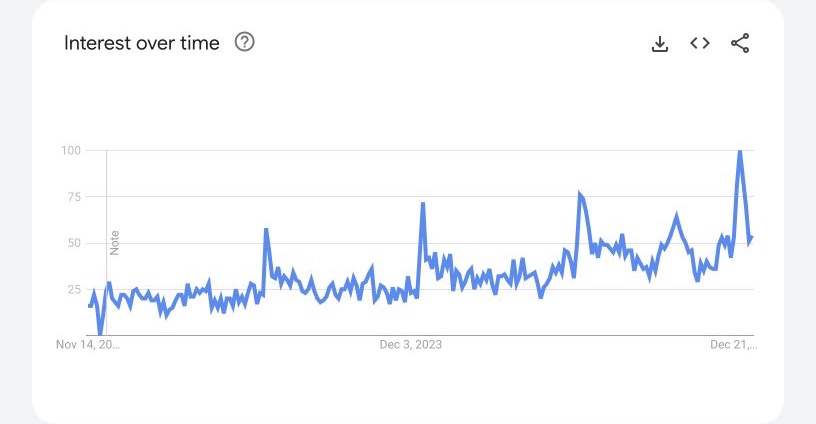 Interest over time
100
75
50
25
Note
Nov 14, 20...
Dec 3, 2023
Dec 21,...